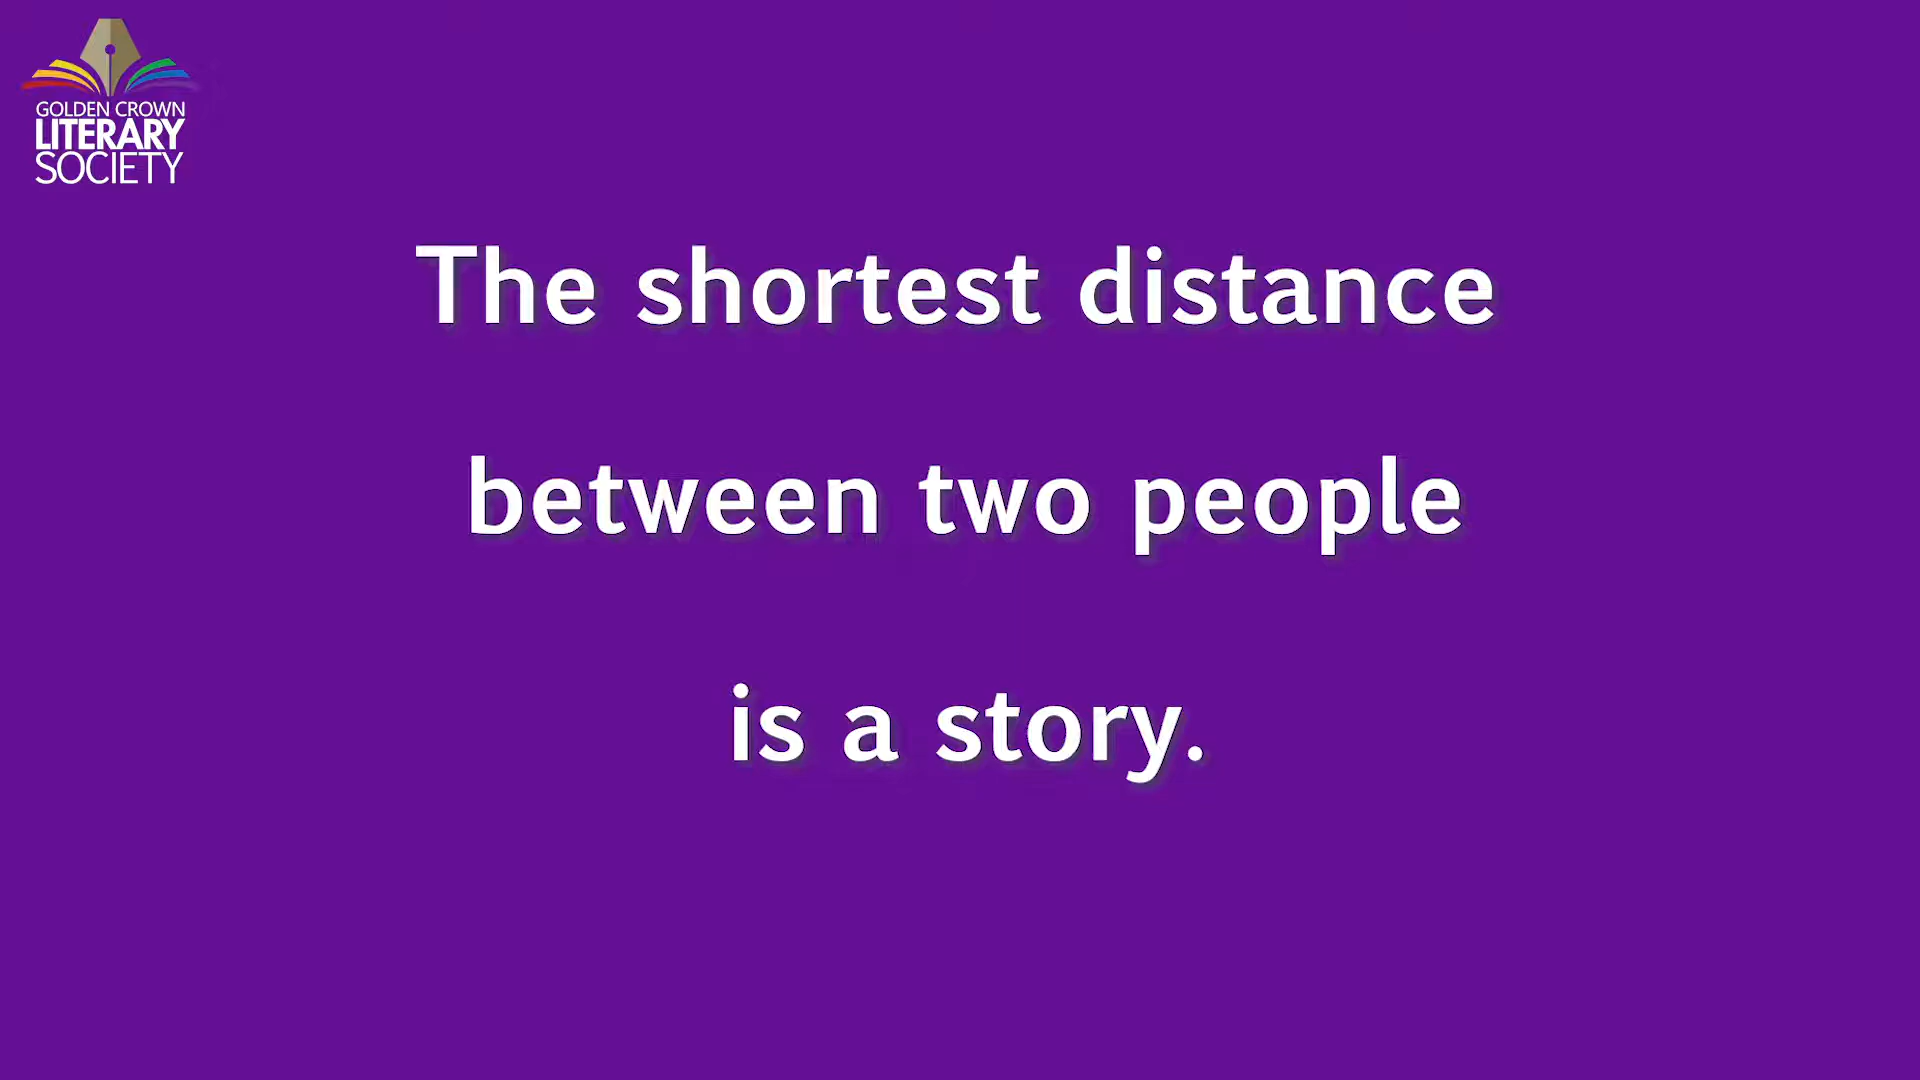 GOLDEN CROWN
LITERARY
SOCIETY
The shortest distance
between two people
is a story.